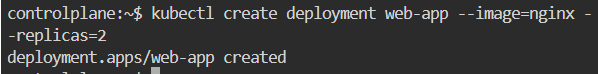 controlplane:~$ kubectl create deployment web-app --image=nginx -
-replicas=2
deployment.apps/web-app created